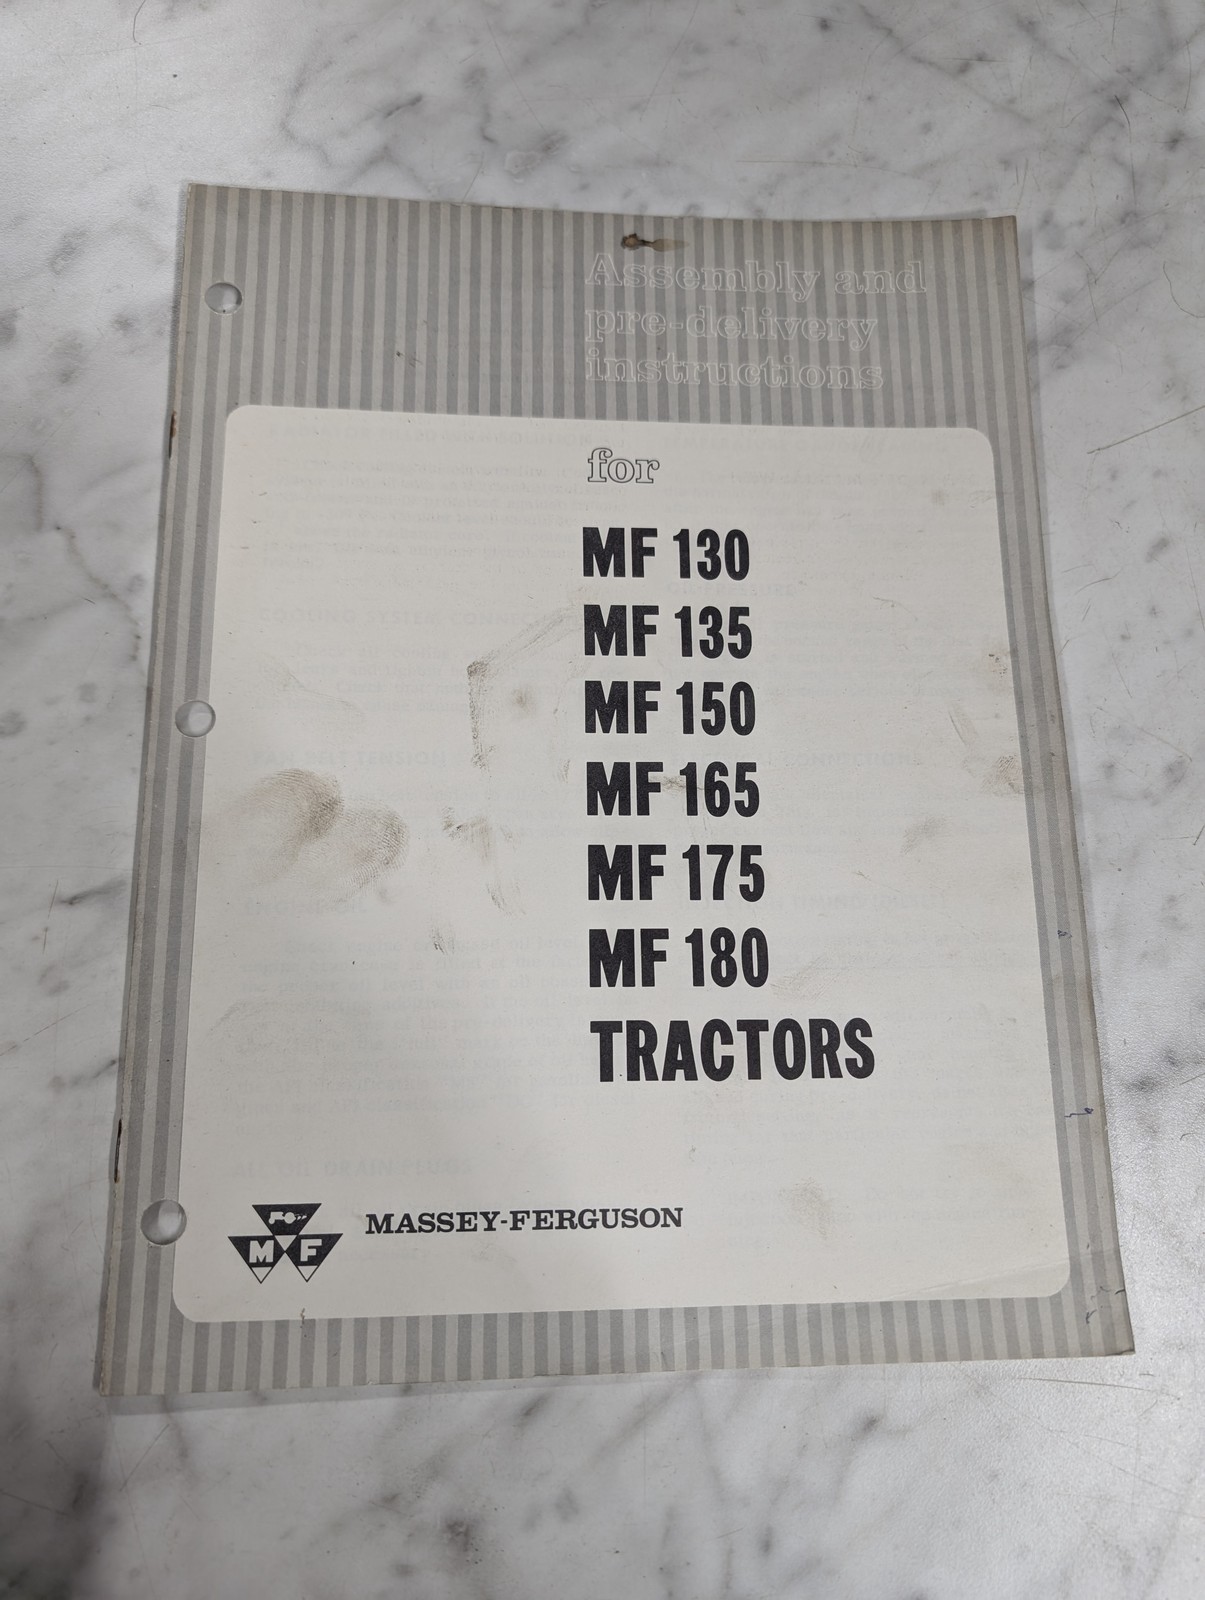 Assembly and
pre-delivery
instructions
for
MF 130
MF 135
MF 150
MF 165
MF 175
MF 180
TRACTORS
MF MASSEY-FERGUSON